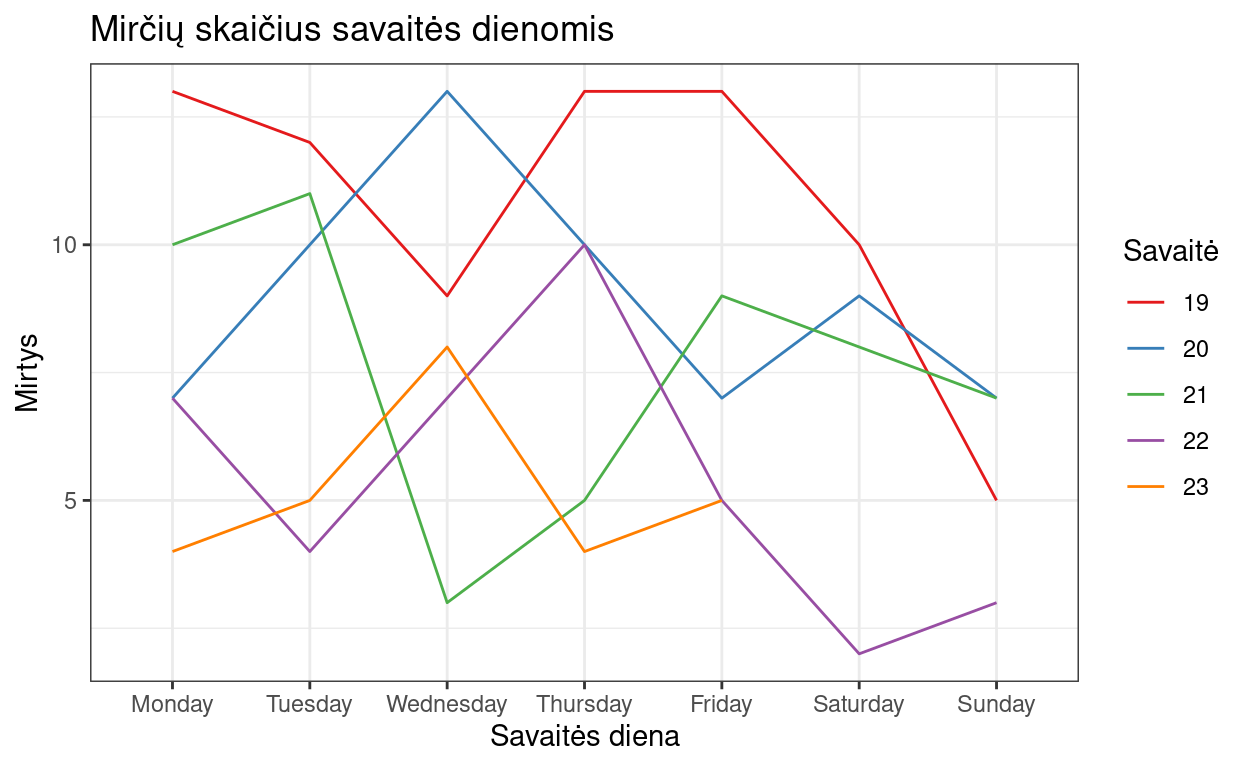 Mirčių skaičius savaitės dienomis
Mirtys
10
5
Monday Tuesday Wednesday Thursday Friday Saturday Sunday
Savaitės diena
Savaitė
19
20
21
22
23